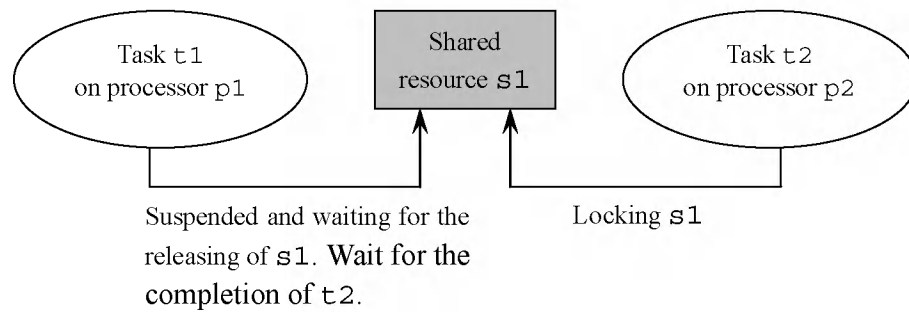 Task t1
on processor p1
Shared
resource s1
Task t2
on processor p2
Suspended and waiting for the
releasing of s1. Wait for the
completion of t2.
Locking s1